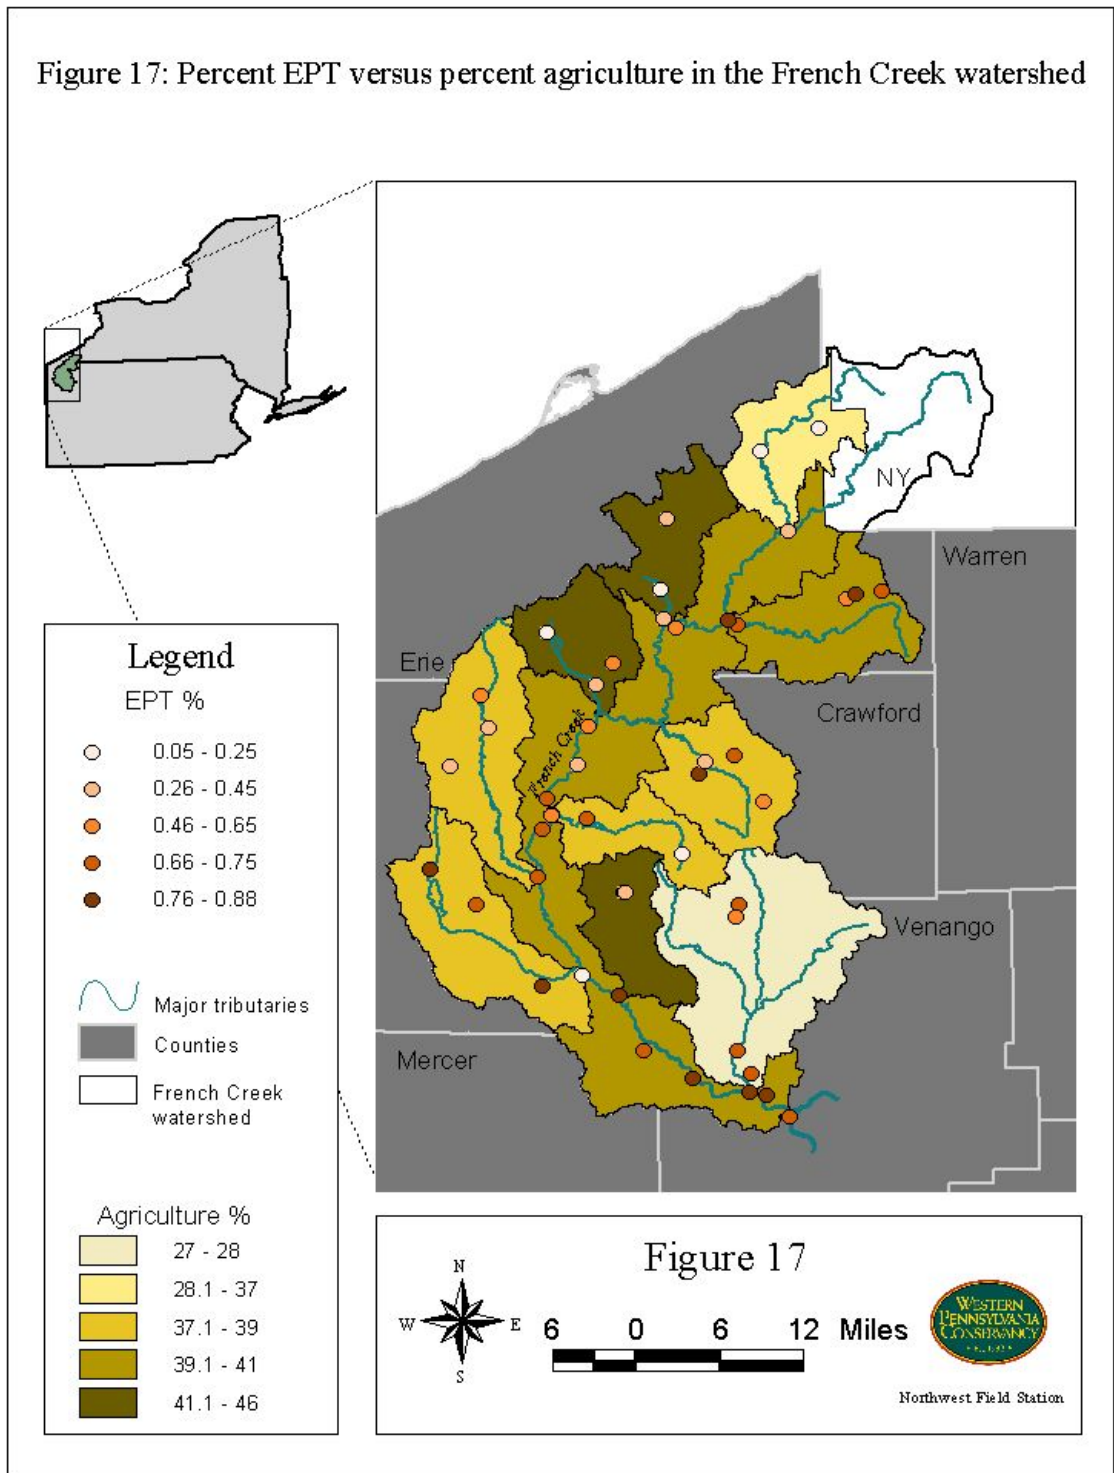 Figure 17: Percent EPT versus percent agriculture in the French Creek watershed
NY
Warren
Erie
Crawford
French Creek
Venango
Mercer
Legend
EPT %
0.05 - 0.25
0.26 - 0.45
0.46 - 0.65
0.66 - 0.75
0.76 - 0.88
Major tributaries
Counties
French Creek
watershed
Agriculture %
27 - 28
28.1 - 37
37.1 - 39
39.1 - 41
41.1 - 46
Figure 17
N
W E
S
6 0 6 12 Miles
WESTERN
PENNSYLVANIA
CONSERVANCY
Northwest Field Station